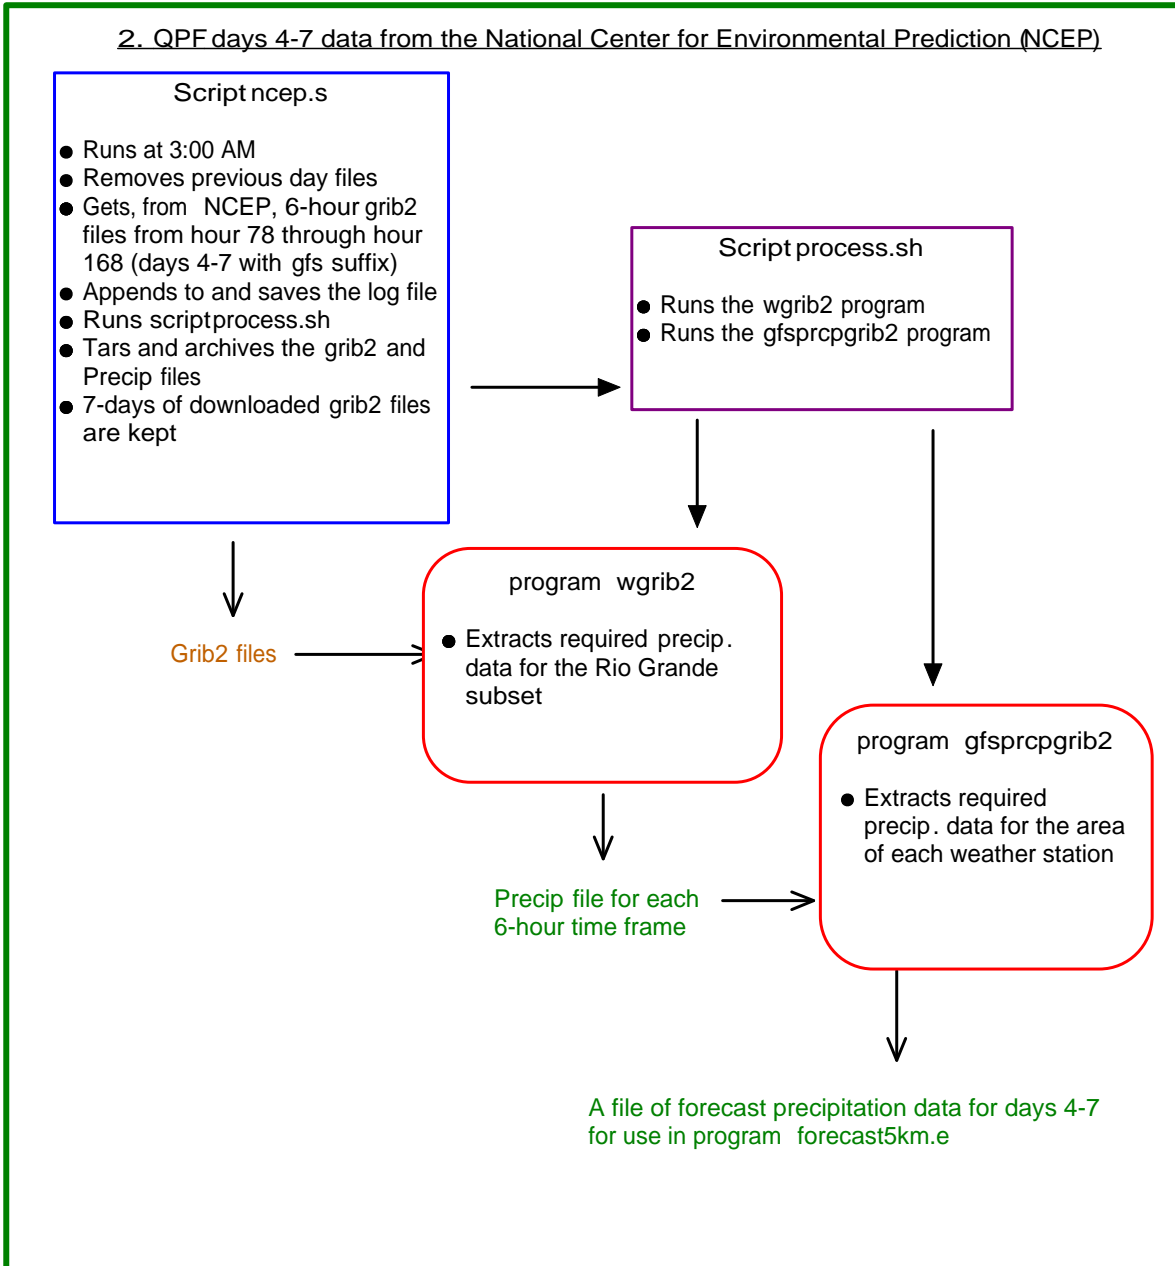 2. QPF days 4-7 data from the National Center for Environmental Prediction (NCEP)
Script ncep.s
● Runs at 3:00 AM
● Removes previous day files
● Gets, from NCEP, 6-hour grib2
files from hour 78 through hour
168 (days 4-7 with gfs suffix)
● Appends to and saves the log file
● Runs script process.sh
● Tars and archives the grib2 and
Precip files
● 7-days of downloaded grib2 files
are kept
Script process.sh
● Runs the wgrib2 program
● Runs the gfsprcpgrib2 program
Grib2 files
program wgrib2
● Extracts required precip.
data for the Rio Grande
subset
program gfsprcpgrib2
● Extracts required
precip. data for the area
of each weather station
Precip file for each
6-hour time frame
A file of forecast precipitation data for days 4-7
for use in program forecast5km.e